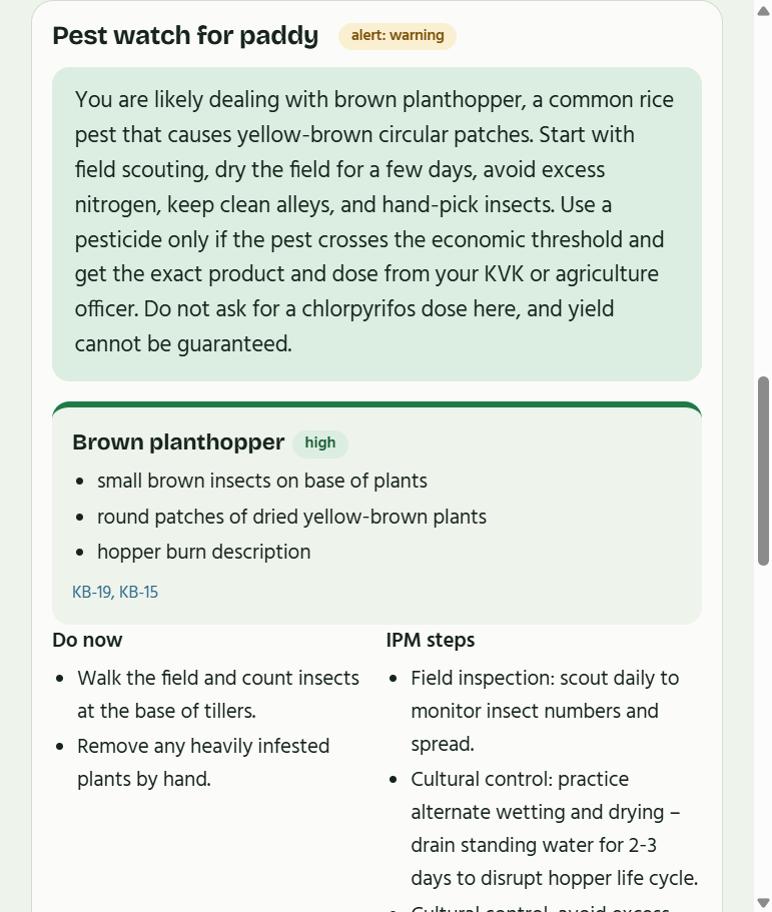 Pest watch for paddy
alert: warning
You are likely dealing with brown planthopper, a common rice
pest that causes yellow-brown circular patches. Start with
field scouting, dry the field for a few days, avoid excess
nitrogen, keep clean alleys, and hand-pick insects. Use a
pesticide only if the pest crosses the economic threshold and
get the exact product and dose from your KVK or agriculture
officer. Do not ask for a chlorpyrifos dose here, and yield
cannot be guaranteed.
Brown planthopper
high
• small brown insects on base of plants
• round patches of dried yellow-brown plants
• hopper burn description
KB-19, KB-15
Do now
• Walk the field and count insects
at the base of tillers.
• Remove any heavily infested
plants by hand.
IPM steps
• Field inspection: scout daily to
monitor insect numbers and
spread.
• Cultural control: practice
alternate wetting and drying –
drain standing water for 2-3
days to disrupt hopper life cycle.
• Cultural control: avoid excess